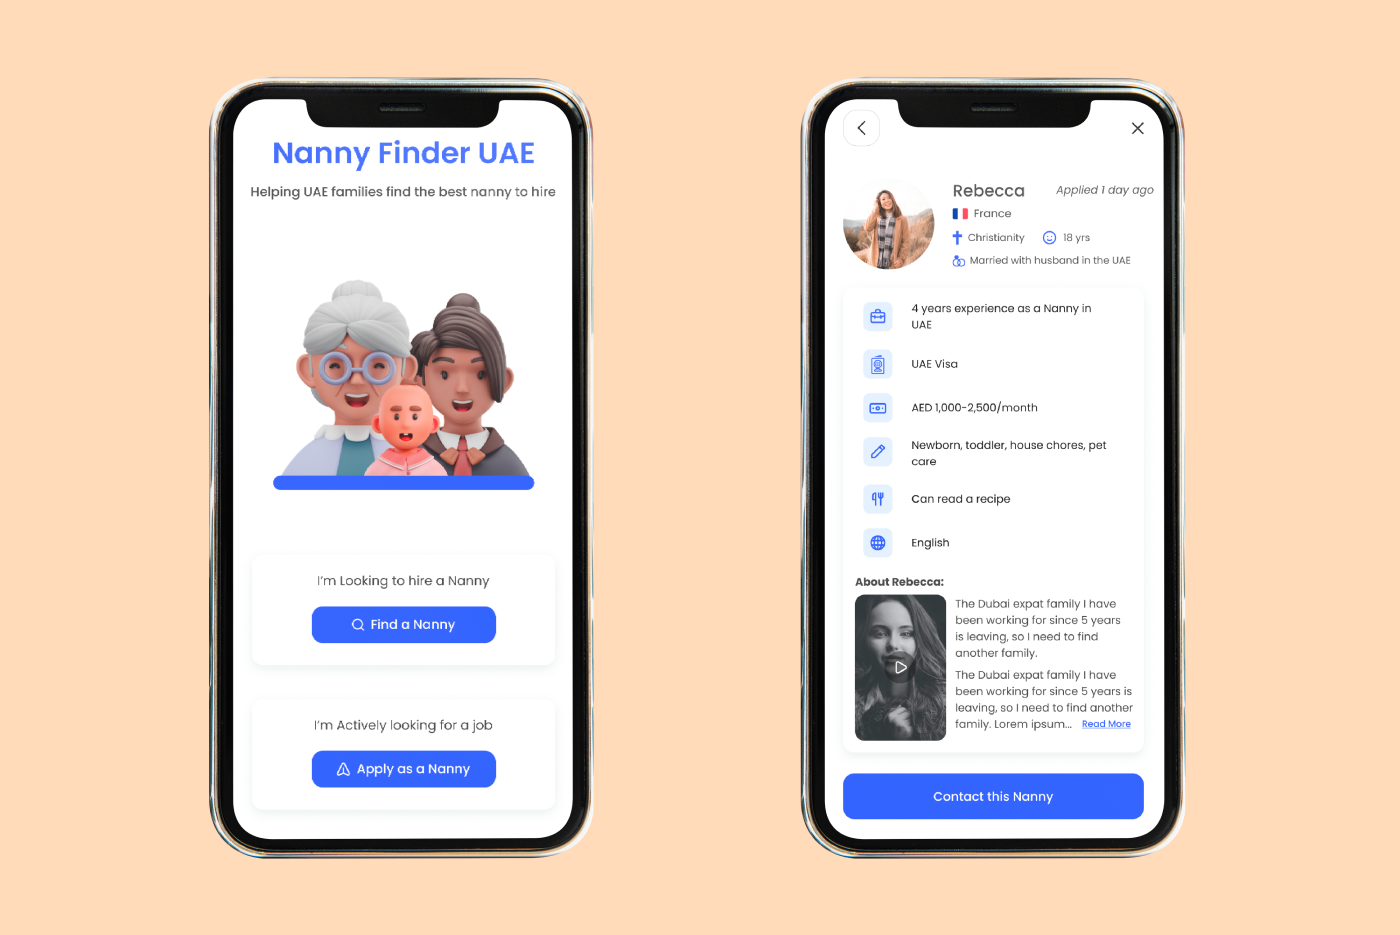 Nanny Finder UAE
Helping UAE families find the best nanny to hire
I'm Looking to hire a Nanny
Find a Nanny
I'm Actively looking for a job
Apply as a Nanny
Rebecca
Applied 1 day ago
France
Christianity
18 yrs
Married with husband in the UAE
4 years experience as a Nanny in
UAE
UAE Visa
AED 1,000-2,500/month
Newborn, toddler, house chores, pet
care
Can read a recipe
English
About Rebecca:
The Dubai expat family I have
been working for since 5 years
is leaving, so I need to find
another family.
The Dubai expat family I have
been working for since 5 years is
leaving, so I need to find another
family. Lorem ipsum... Read More
Contact this Nanny